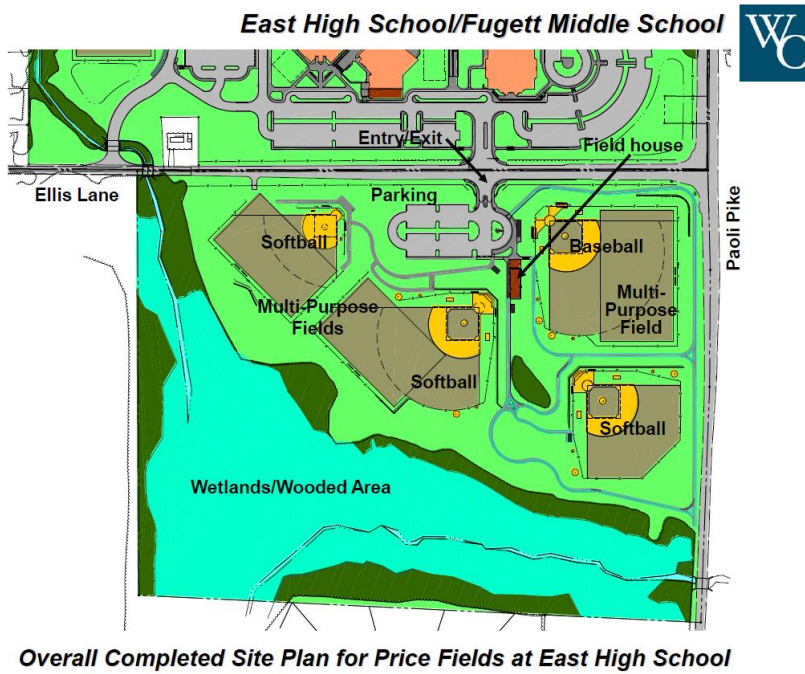 East High School/Fugett Middle School
WC
Entry/Exit
Field house
Ellis Lane
Parking
Paoli Pike
Softball
Baseball
Multi-Purpose
Fields
Multi-
Purpose
Field
Softball
Softball
Wetlands/Wooded Area
Overall Completed Site Plan for Price Fields at East High School